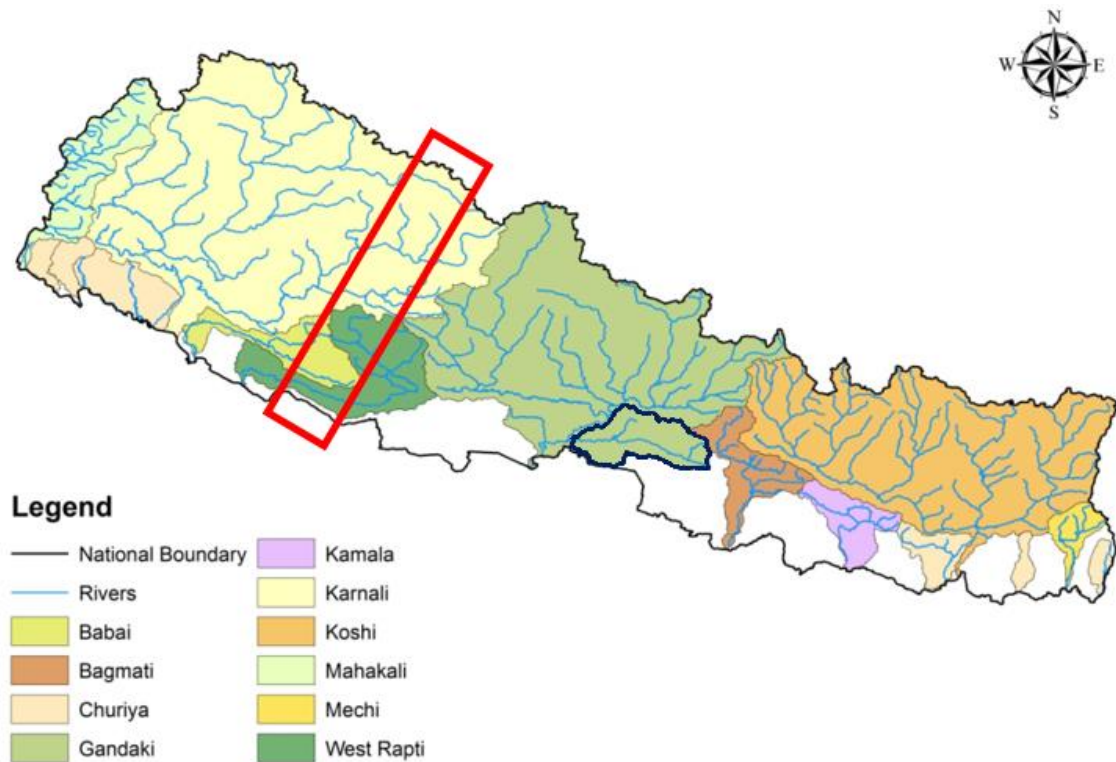 N
W E
S
Legend
National Boundary
Rivers
Babai
Bagmati
Churiya
Gandaki
Kamala
Karnali
Koshi
Mahakali
Mechi
West Rapti